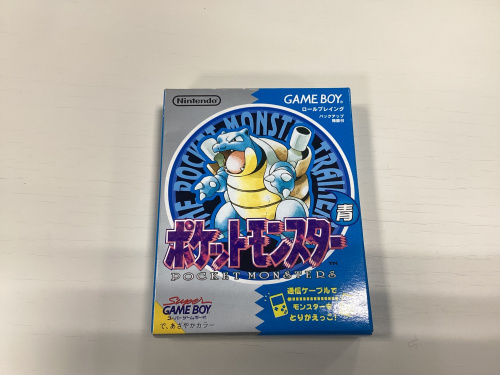 Nintendo
GAME BOY
ロールプレイング
バックアップ
機能付
THE POCKET MONSTER TRAINER
青
ポケットモンスター
TM
POCKET MONSTERS
Super
GAME BOY
スーパーゲームボーイ
で、あざやかカラー
通信ケーブルで
モンスターを
とりかえっこ!